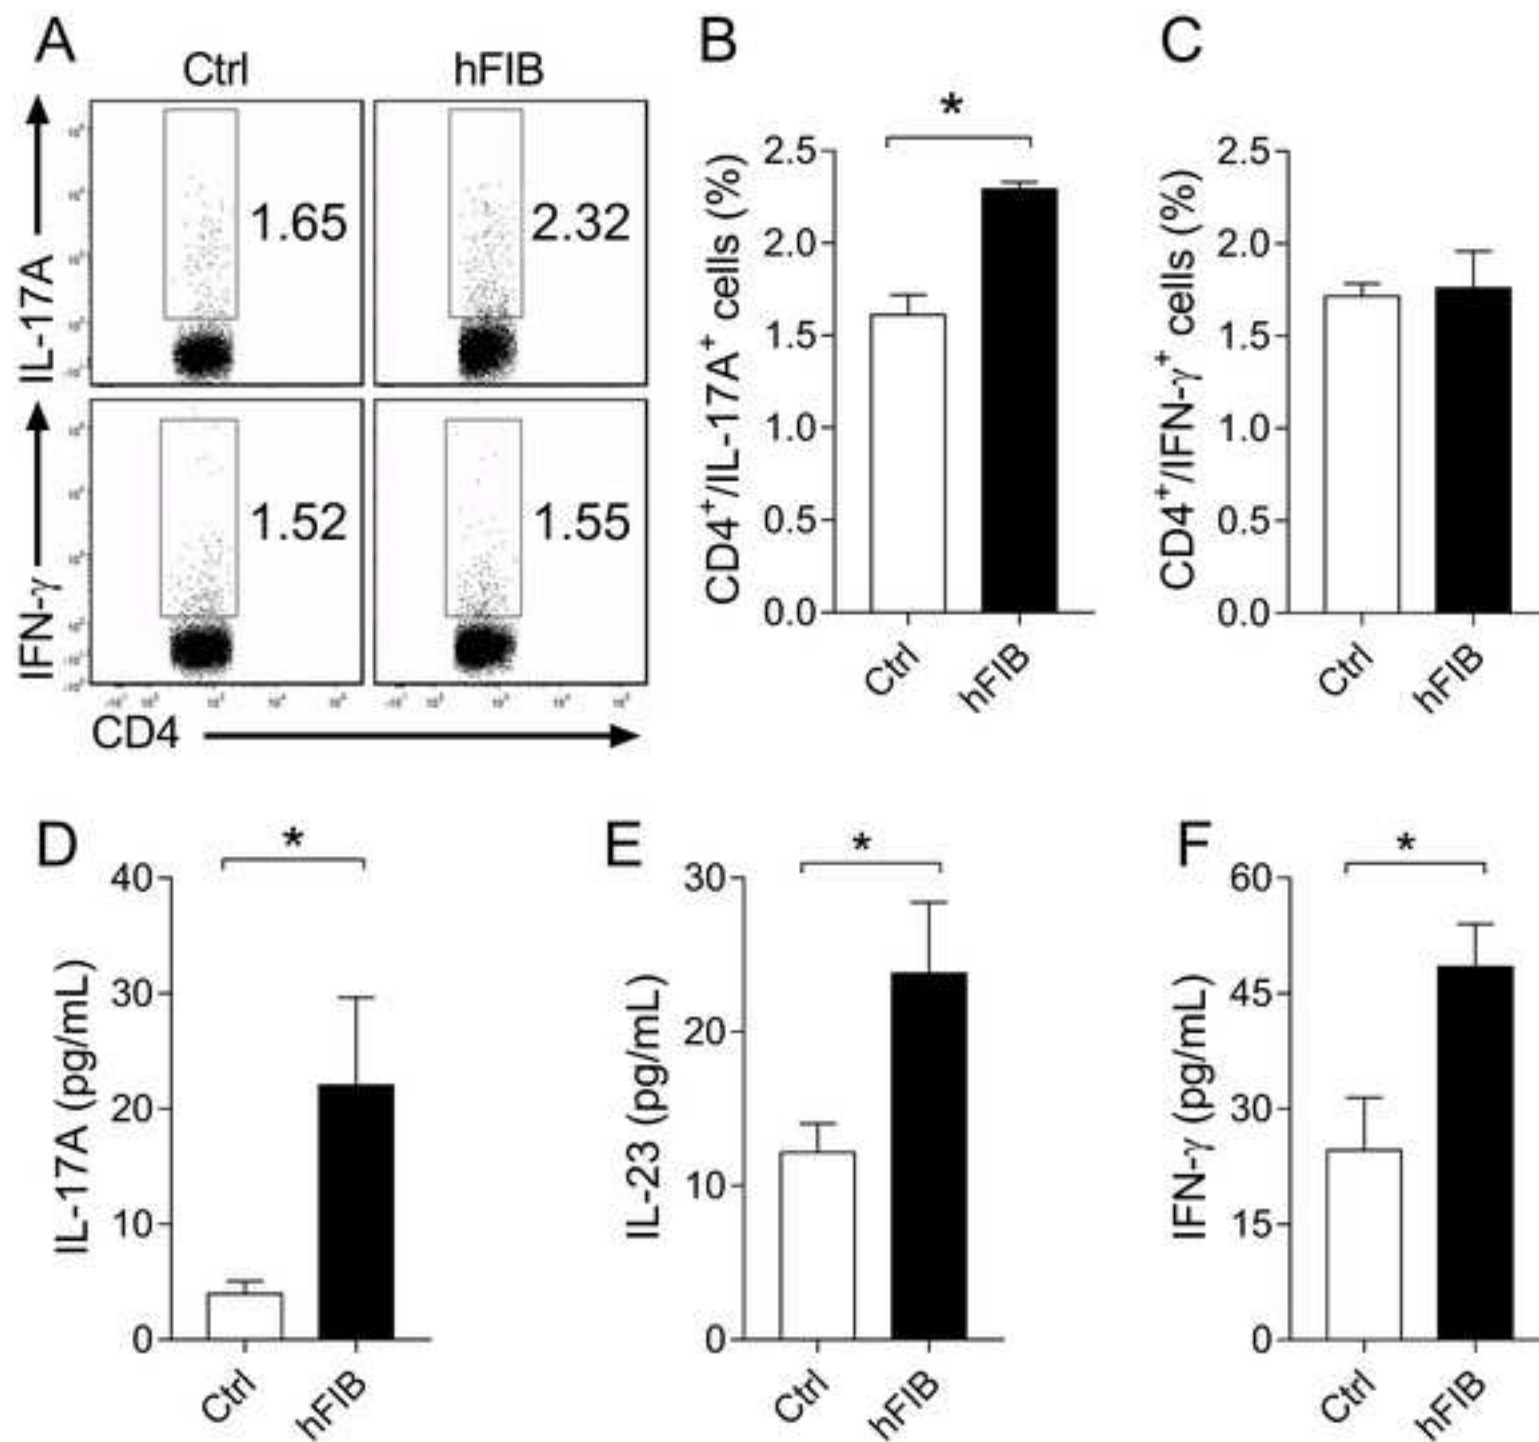 A
Ctrl
hFIB
IL-17A
1.65
2.32
IFN-γ
1.52
1.55
CD4
B
*
CD4⁺/IL-17A⁺ cells (%)
2.5
2.0
1.5
1.0
0.5
0.0
Ctrl
hFIB
C
CD4⁺/IFN-γ⁺ cells (%)
2.5
2.0
1.5
1.0
0.5
0.0
Ctrl
hFIB
D
*
IL-17A (pg/mL)
40
30
20
10
0
Ctrl
hFIB
E
*
IL-23 (pg/mL)
30
20
10
0
Ctrl
hFIB
F
*
IFN-γ (pg/mL)
60
45
30
15
0
Ctrl
hFIB